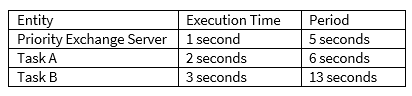 Entity Execution Time Period
Priority Exchange Server 1 second 5 seconds
Task A 2 seconds 6 seconds
Task B 3 seconds 13 seconds